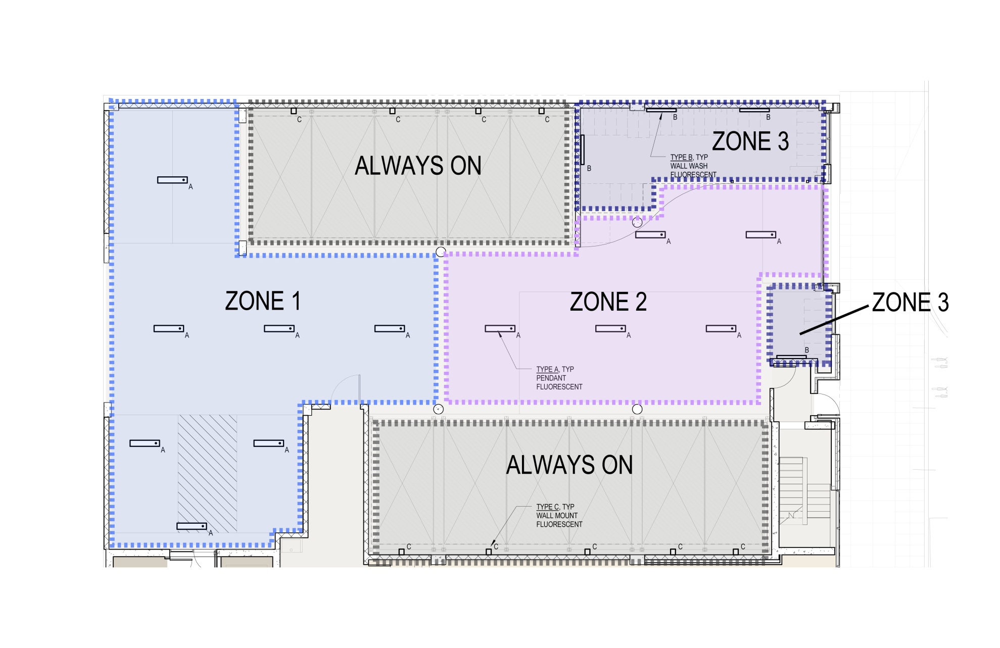 C C C C
B B
ZONE 3
ALWAYS ON
TYPE B, TYP
WALL WASH
FLUORESCENT
B
A
A A
ZONE 1
ZONE 2
ZONE 3
A A A A A A
B
TYPE A, TYP
PENDANT
FLUORESCENT
A A
ALWAYS ON
TYPE C, TYP
WALL MOUNT
FLUORESCENT
A
C C C C C
N